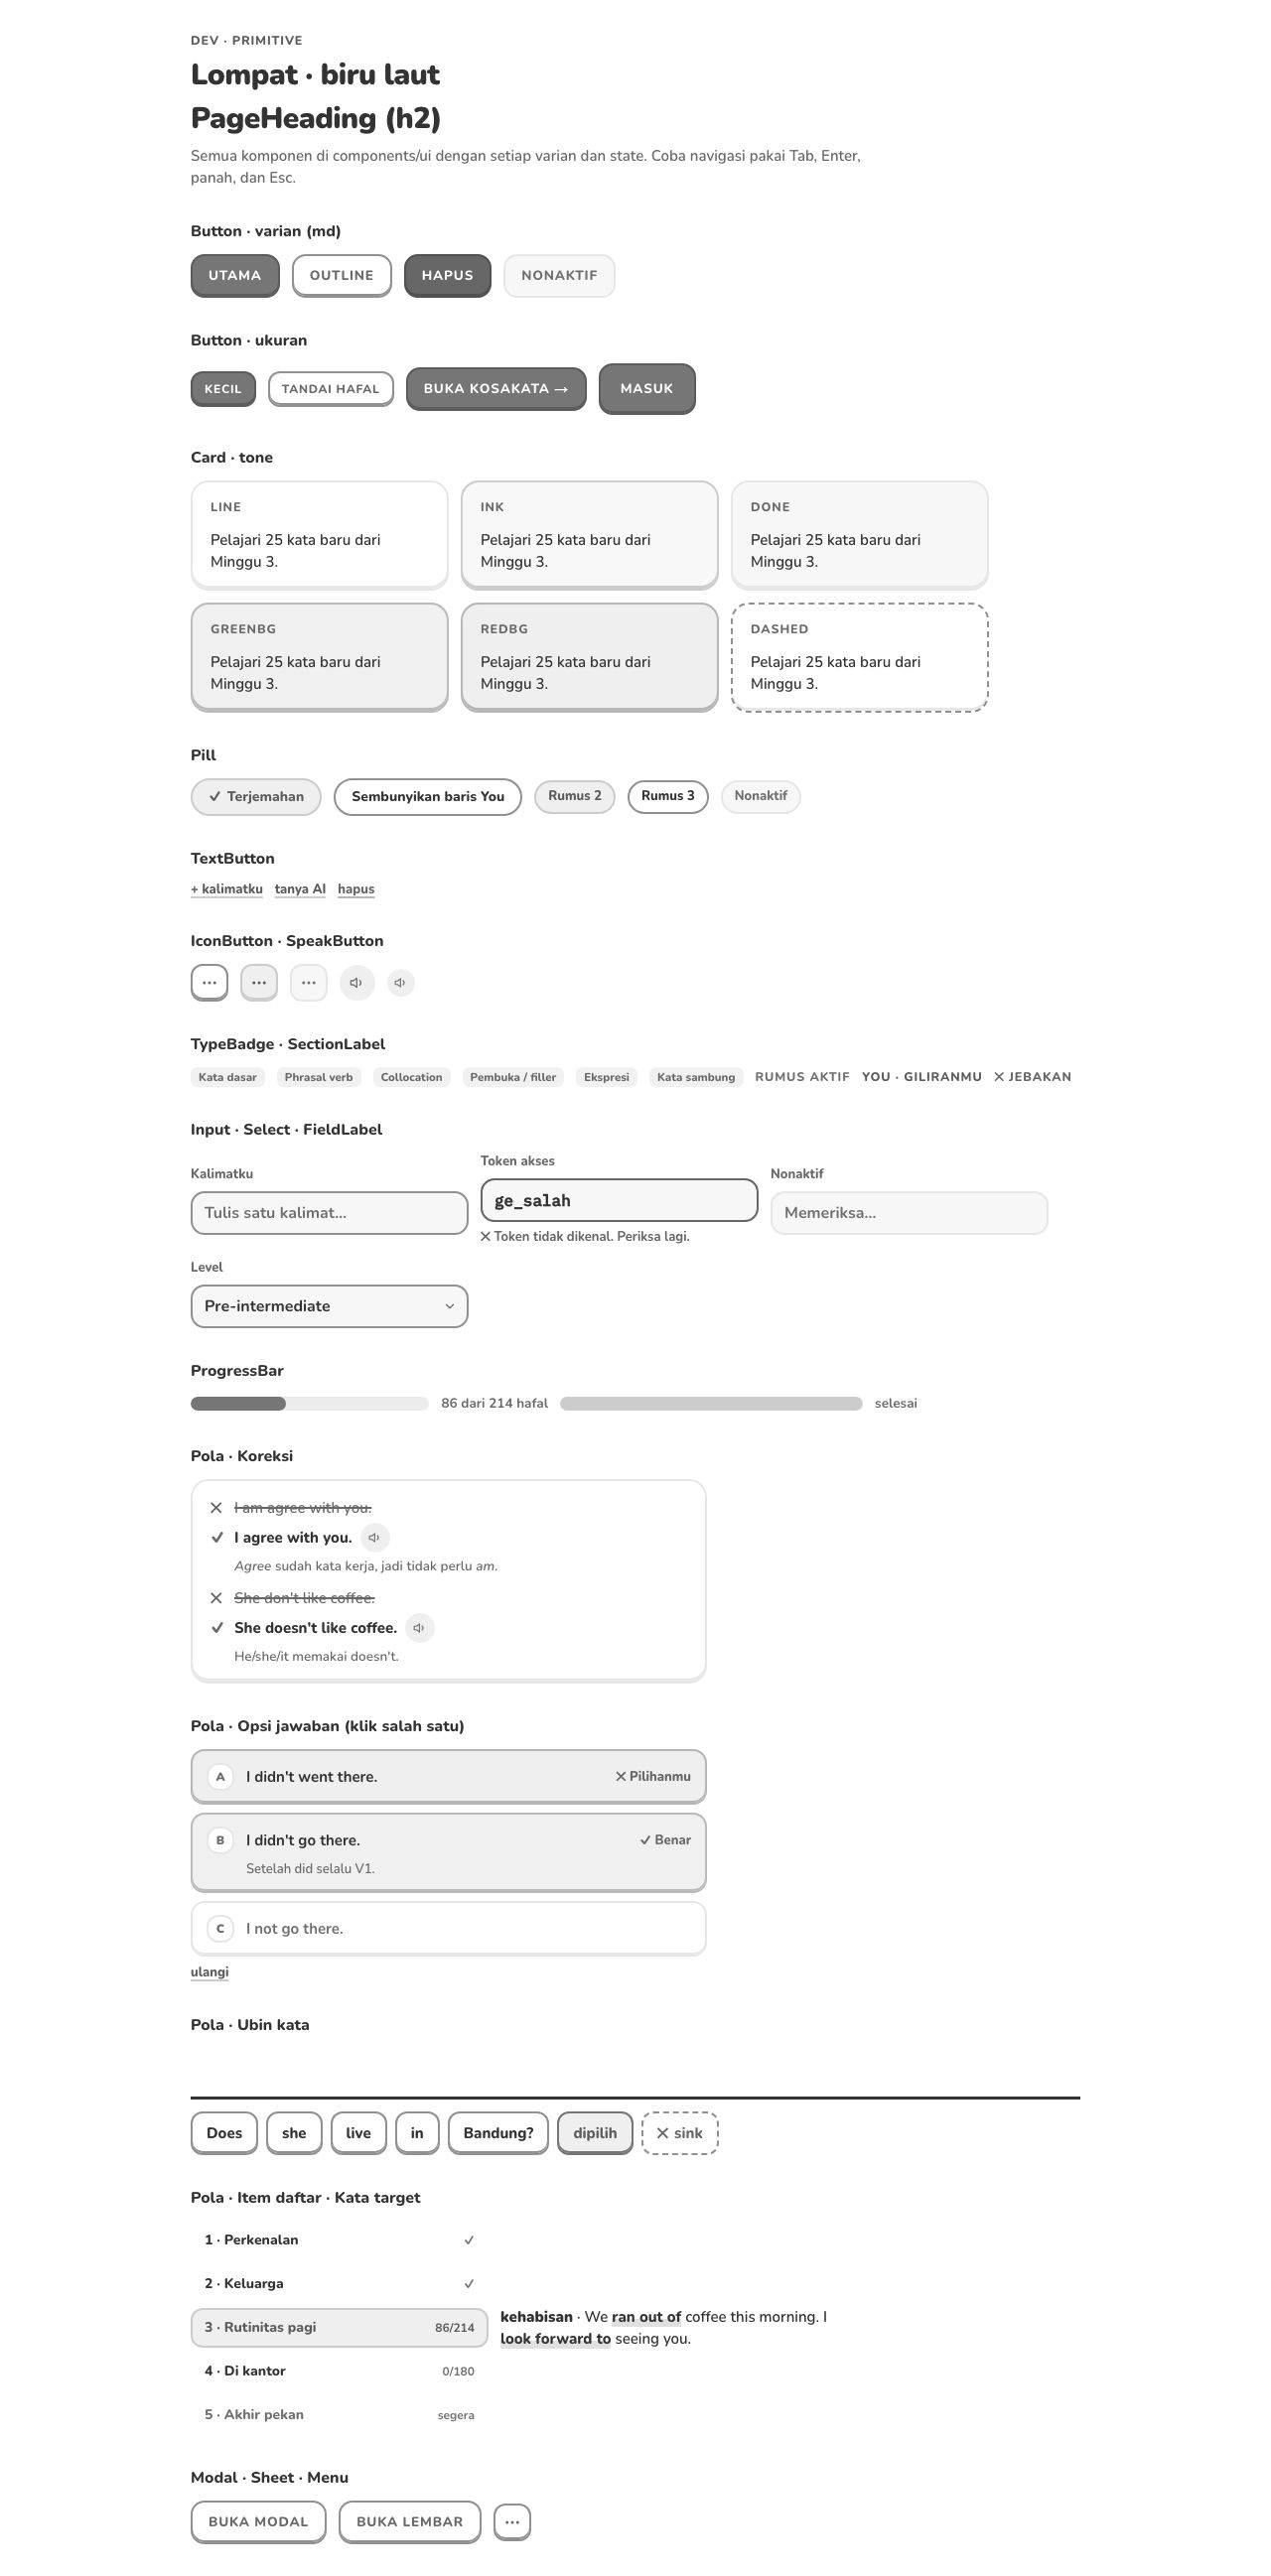 DEV · PRIMITIVE
Lompat · biru laut
PageHeading (h2)
Semua komponen di components/ui dengan setiap varian dan state. Coba navigasi pakai Tab, Enter,
panah, dan Esc.
Button · varian (md)
UTAMA OUTLINE HAPUS NONAKTIF
Button · ukuran
KECIL TANDAI HAFAL BUKA KOSAKATA → MASUK
Card · tone
LINE
Pelajari 25 kata baru dari
Minggu 3.
INK
Pelajari 25 kata baru dari
Minggu 3.
DONE
Pelajari 25 kata baru dari
Minggu 3.
GREENBG
Pelajari 25 kata baru dari
Minggu 3.
REDBG
Pelajari 25 kata baru dari
Minggu 3.
DASHED
Pelajari 25 kata baru dari
Minggu 3.
Pill
✓ Terjemahan Sembunyikan baris You Rumus 2 Rumus 3 Nonaktif
TextButton
+ kalimatku tanya AI hapus
IconButton · SpeakButton
··· ··· ···
TypeBadge · SectionLabel
Kata dasar Phrasal verb Collocation Pembuka / filler Ekspresi Kata sambung RUMUS AKTIF YOU · GILIRANMU ✕ JEBAKAN
Input · Select · FieldLabel
Kalimatku
Tulis satu kalimat...
Token akses
ge_salah
✕ Token tidak dikenal. Periksa lagi.
Nonaktif
Memeriksa...
Level
Pre-intermediate
ProgressBar
86 dari 214 hafal selesai
Pola · Koreksi
✕ I am agree with you.
✓ I agree with you.
Agree sudah kata kerja, jadi tidak perlu am.
✕ She don't like coffee.
✓ She doesn't like coffee.
He/she/it memakai doesn't.
Pola · Opsi jawaban (klik salah satu)
A I didn't went there. ✕ Pilihanmu
B I didn't go there. ✓ Benar
Setelah did selalu V1.
C I not go there.
ulangi
Pola · Ubin kata
Does she live in Bandung? dipilih ✕ sink
Pola · Item daftar · Kata target
1 · Perkenalan ✓
2 · Keluarga ✓
3 · Rutinitas pagi 86/214
4 · Di kantor 0/180
5 · Akhir pekan segera
kehabisan · We ran out of coffee this morning. I
look forward to seeing you.
Modal · Sheet · Menu
BUKA MODAL BUKA LEMBAR ···